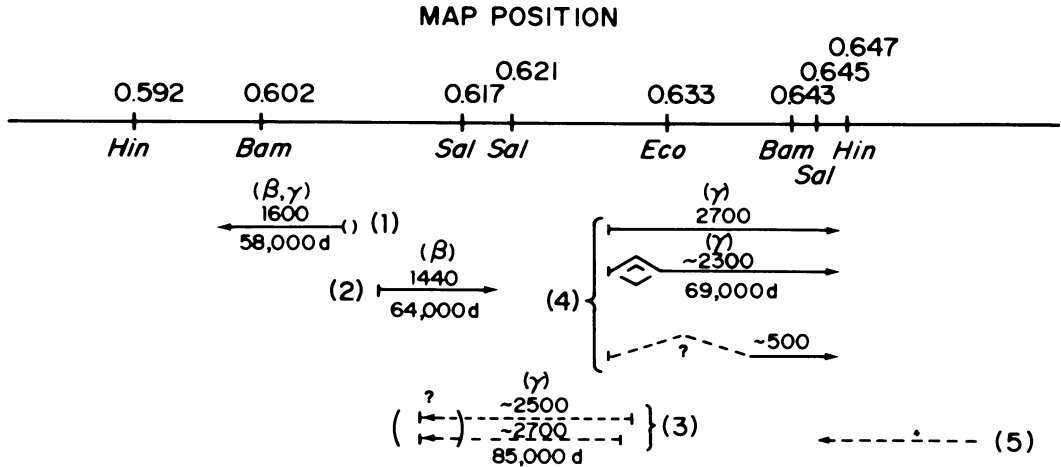 MAP POSITION
0.647
0.621 0.645
0.592 0.602 0.617 0.633 0.643
Hin Bam Sal Sal Eco Bam Hin
Sal
(β,γ) (γ)
1600 (1) 2700
58,000d (γ)
(β) ~2300
(2) 1440 (4) 69,000d
64,000d
~500
?
(γ)
? ~2500
( ) ~2700 (3) (5)
85,000d